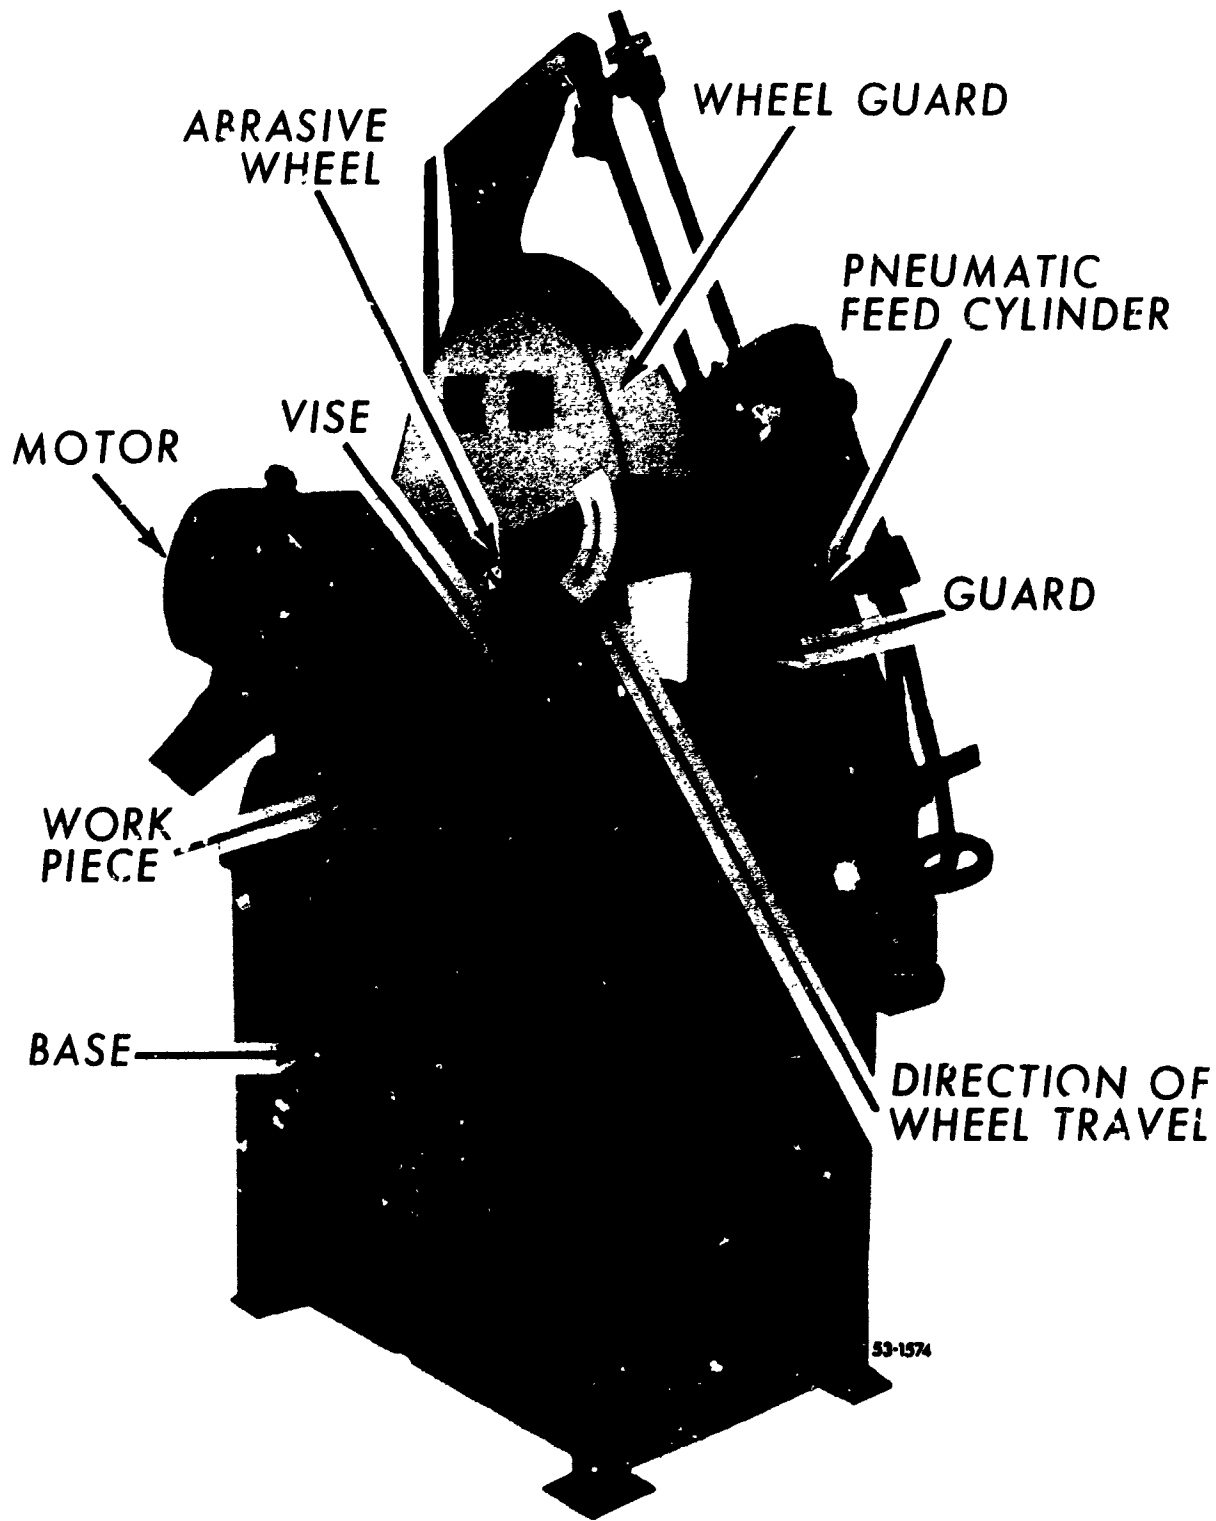 ABRASIVE
WHEEL
WHEEL GUARD
PNEUMATIC
FEED CYLINDER
VISE
MOTOR
GUARD
WORK
PIECE
BASE
DIRECTION OF
WHEEL TRAVEL
53-1574